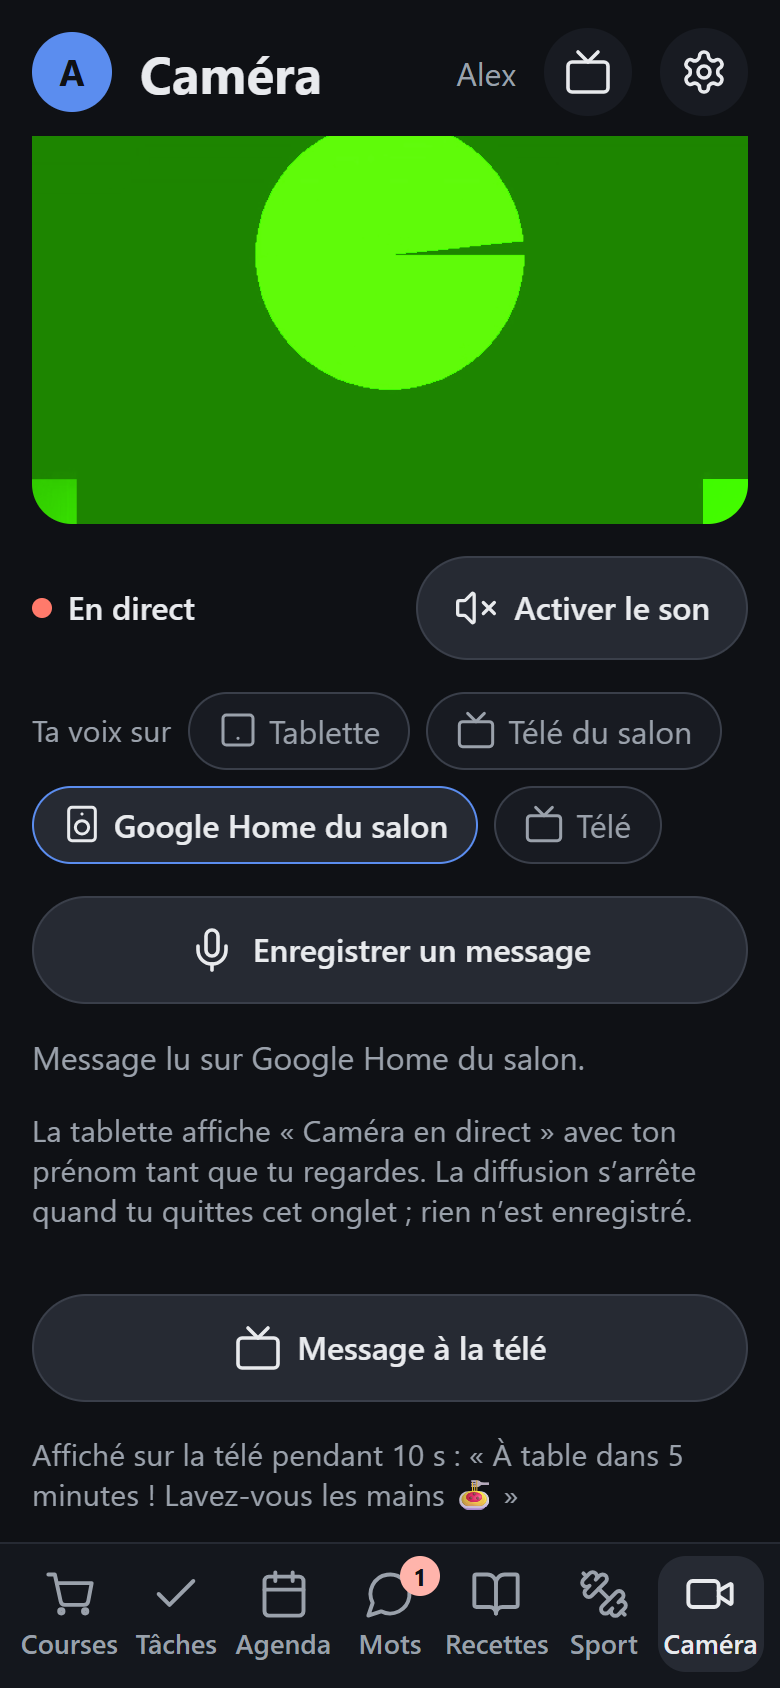 A
Caméra
Alex
En direct
Activer le son
Ta voix sur
Tablette
Télé du salon
Google Home du salon
Télé
Enregistrer un message
Message lu sur Google Home du salon.
La tablette affiche « Caméra en direct » avec ton
prénom tant que tu regardes. La diffusion s’arrête
quand tu quittes cet onglet ; rien n’est enregistré.
Message à la télé
Affiché sur la télé pendant 10 s : « À table dans 5
minutes ! Lavez-vous les mains 🍝 »
1
Courses
Tâches
Agenda
Mots
Recettes
Sport
Caméra